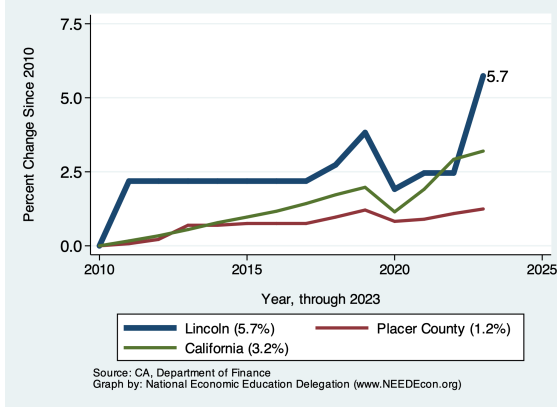 Percent Change Since 2010
7.5
5.0
2.5
0.0
5.7
2010 2015 2020 2025
Year, through 2023
Lincoln (5.7%) Placer County (1.2%)
California (3.2%)
Source: CA, Department of Finance
Graph by: National Economic Education Delegation (www.NEEDEcon.org)